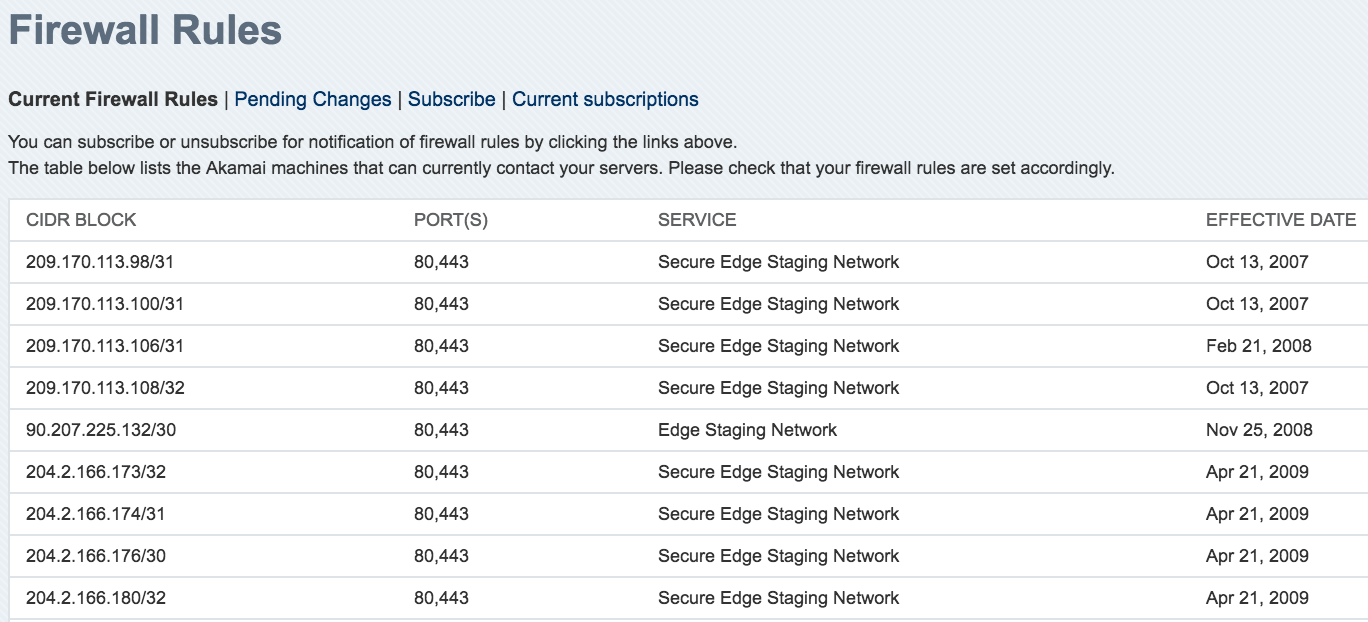 Firewall Rules
Current Firewall Rules | Pending Changes | Subscribe | Current subscriptions
You can subscribe or unsubscribe for notification of firewall rules by clicking the links above.
The table below lists the Akamai machines that can currently contact your servers. Please check that your firewall rules are set accordingly.
CIDR BLOCK PORT(S) SERVICE EFFECTIVE DATE
209.170.113.98/31 80,443 Secure Edge Staging Network Oct 13, 2007
209.170.113.100/31 80,443 Secure Edge Staging Network Oct 13, 2007
209.170.113.106/31 80,443 Secure Edge Staging Network Feb 21, 2008
209.170.113.108/32 80,443 Secure Edge Staging Network Oct 13, 2007
90.207.225.132/30 80,443 Edge Staging Network Nov 25, 2008
204.2.166.173/32 80,443 Secure Edge Staging Network Apr 21, 2009
204.2.166.174/31 80,443 Secure Edge Staging Network Apr 21, 2009
204.2.166.176/30 80,443 Secure Edge Staging Network Apr 21, 2009
204.2.166.180/32 80,443 Secure Edge Staging Network Apr 21, 2009